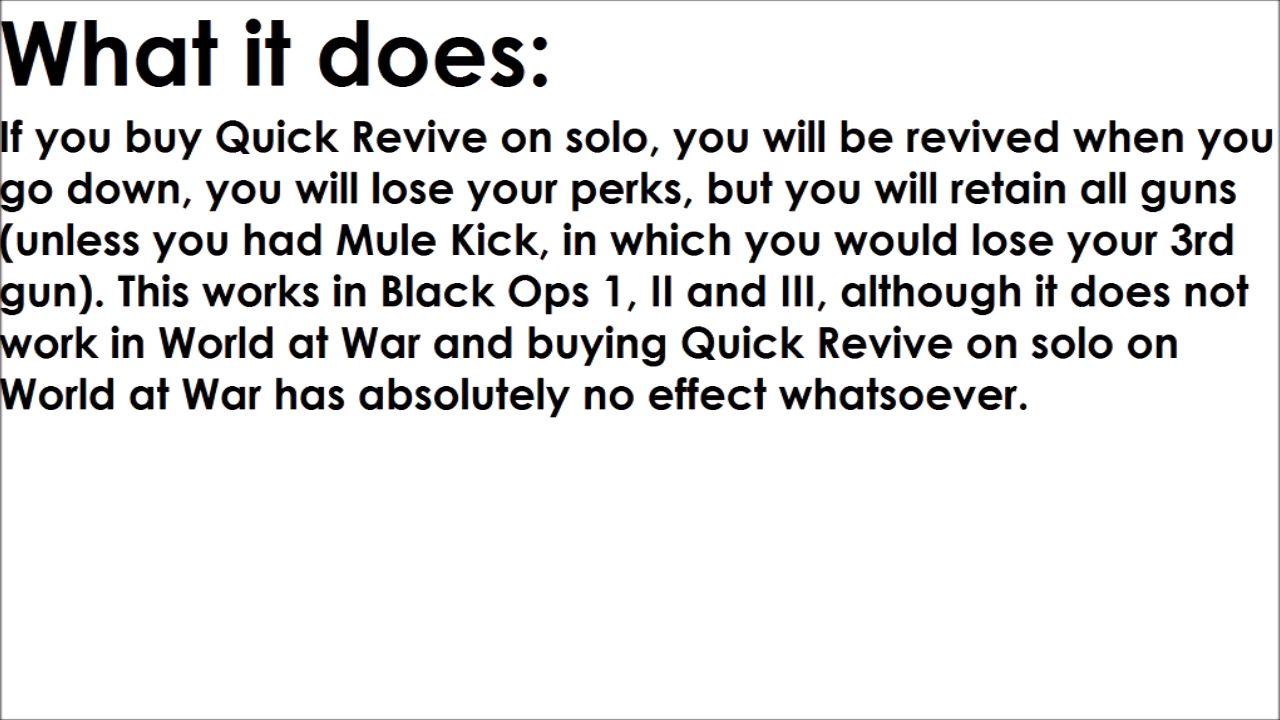 What it does:
If you buy Quick Revive on solo, you will be revived when you
go down, you will lose your perks, but you will retain all guns
(unless you had Mule Kick, in which you would lose your 3rd
gun). This works in Black Ops 1, II and III, although it does not
work in World at War and buying Quick Revive on solo on
World at War has absolutely no effect whatsoever.